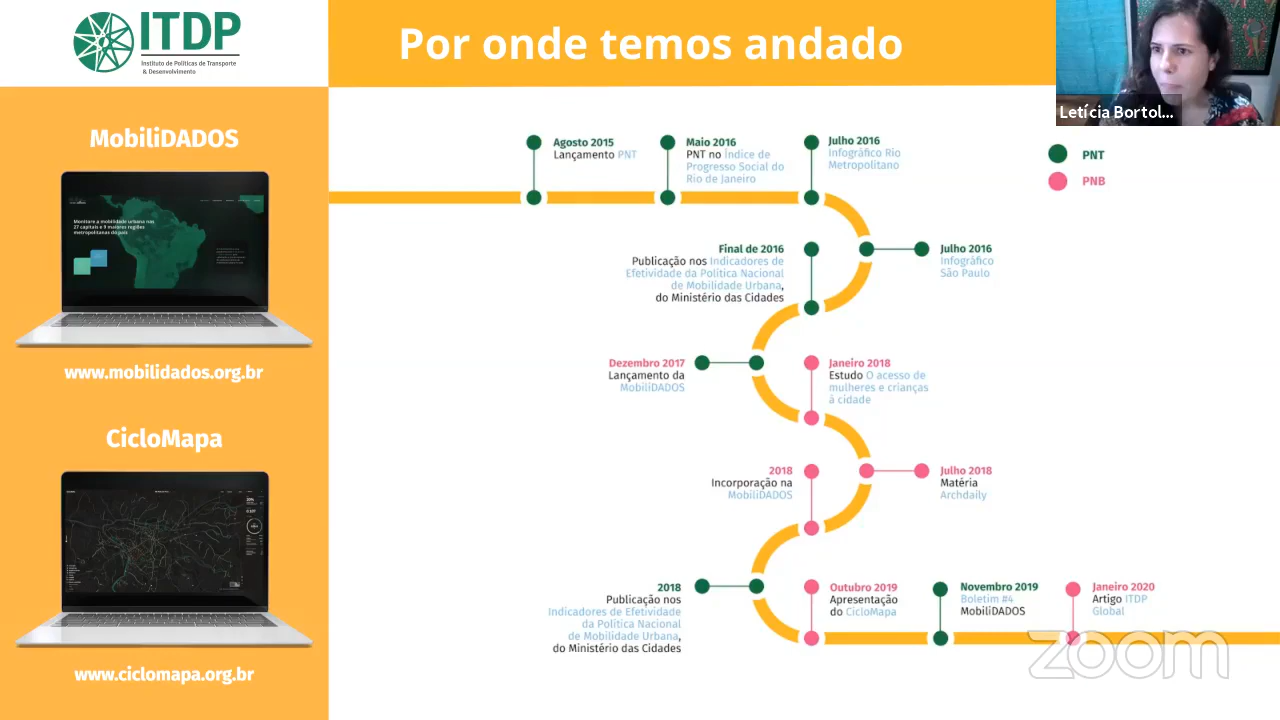 ITDP
Instituto de Políticas de Transporte
& Desenvolvimento
Por onde temos andado
Letícia Bortol...
MobiliDADOS
Monitore a mobilidade urbana nas
27 capitais e 9 maiores regiões
metropolitanas do país
www.mobilidados.org.br
CicloMapa
www.ciclomapa.org.br
PNT
PNB
Agosto 2015
Lançamento PNT
Maio 2016
PNT no Índice de
Progresso Social do
Rio de Janeiro
Julho 2016
Infográfico Rio
Metropolitano
Julho 2016
Infográfico
São Paulo
Final de 2016
Publicação nos Indicadores de
Efetividade da Política Nacional
de Mobilidade Urbana,
do Ministério das Cidades
Dezembro 2017
Lançamento da
MobiliDADOS
Janeiro 2018
Estudo O acesso de
mulheres e crianças
à cidade
2018
Incorporação na
MobiliDADOS
Julho 2018
Matéria
Archdaily
2018
Publicação nos
Indicadores de Efetividade
da Política Nacional
de Mobilidade Urbana,
do Ministério das Cidades
Outubro 2019
Apresentação
do CicloMapa
Novembro 2019
Boletim #4
MobiliDADOS
Janeiro 2020
Artigo ITDP
Global
zoom